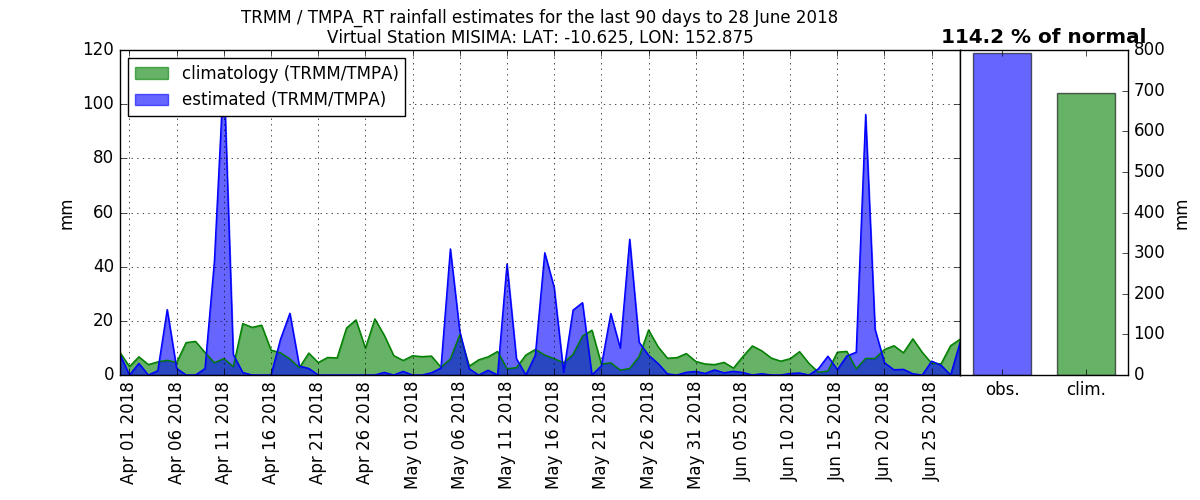 TRMM / TMPA_RT rainfall estimates for the last 90 days to 28 June 2018
Virtual Station MISIMA: LAT: -10.625, LON: 152.875
114.2 % of normal
climatology (TRMM/TMPA)
estimated (TRMM/TMPA)
120
100
80
60
40
20
0
mm
Apr 01 2018
Apr 06 2018
Apr 11 2018
Apr 16 2018
Apr 21 2018
Apr 26 2018
May 01 2018
May 06 2018
May 11 2018
May 16 2018
May 21 2018
May 26 2018
May 31 2018
Jun 05 2018
Jun 10 2018
Jun 15 2018
Jun 20 2018
Jun 25 2018
obs.
clim.
800
700
600
500
400
300
200
100
0
mm